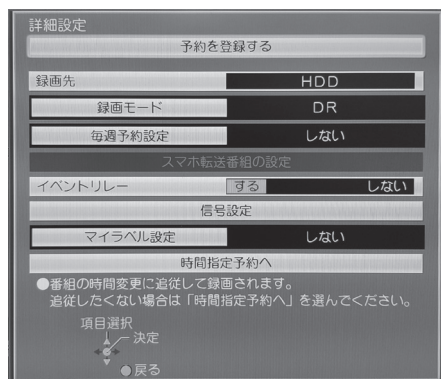 詳細設定
予約を登録する
録画先 HDD
録画モード DR
毎週予約設定 しない
スマホ転送番組の設定
イベントリレー する しない
信号設定
マイラベル設定 しない
時間指定予約へ
●番組の時間変更に追従して録画されます。
追従したくない場合は「時間指定予約へ」を選んでください。
項目選択
決定
戻る